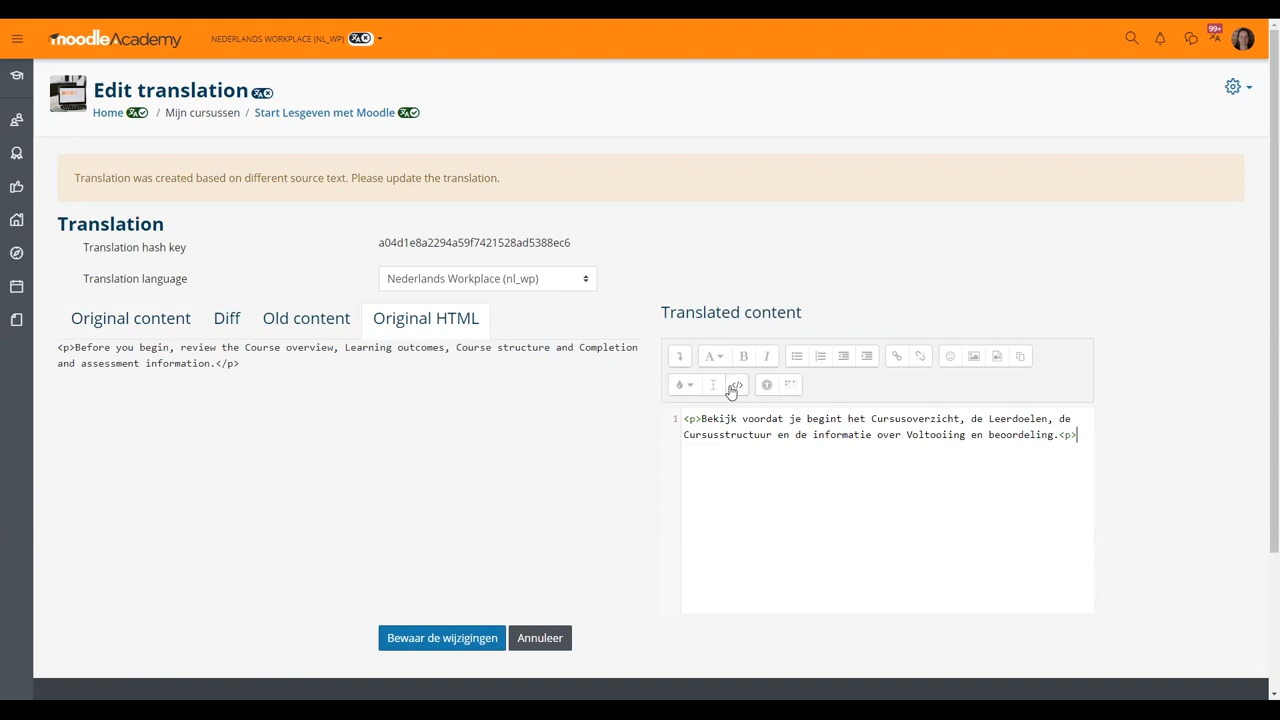 moodleAcademy
NEDERLANDS WORKPLACE (NL_WP)
99+
Edit translation
Home / Mijn cursussen / Start Lesgeven met Moodle
Translation was created based on different source text. Please update the translation.
Translation
Translation hash key
a04d1e8a2294a59f7421528ad5388ec6
Translation language
Nederlands Workplace (nl_wp)
Original content
Diff
Old content
Original HTML
<p>Before you begin, review the Course overview, Learning outcomes, Course structure and Completion
and assessment information.</p>
Translated content
1 <p>Bekijk voordat je begint het Cursusoverzicht, de Leerdoelen, de
Cursusstructuur en de informatie over Voltooiing en beoordeling.<p>
Bewaar de wijzigingen
Annuleer